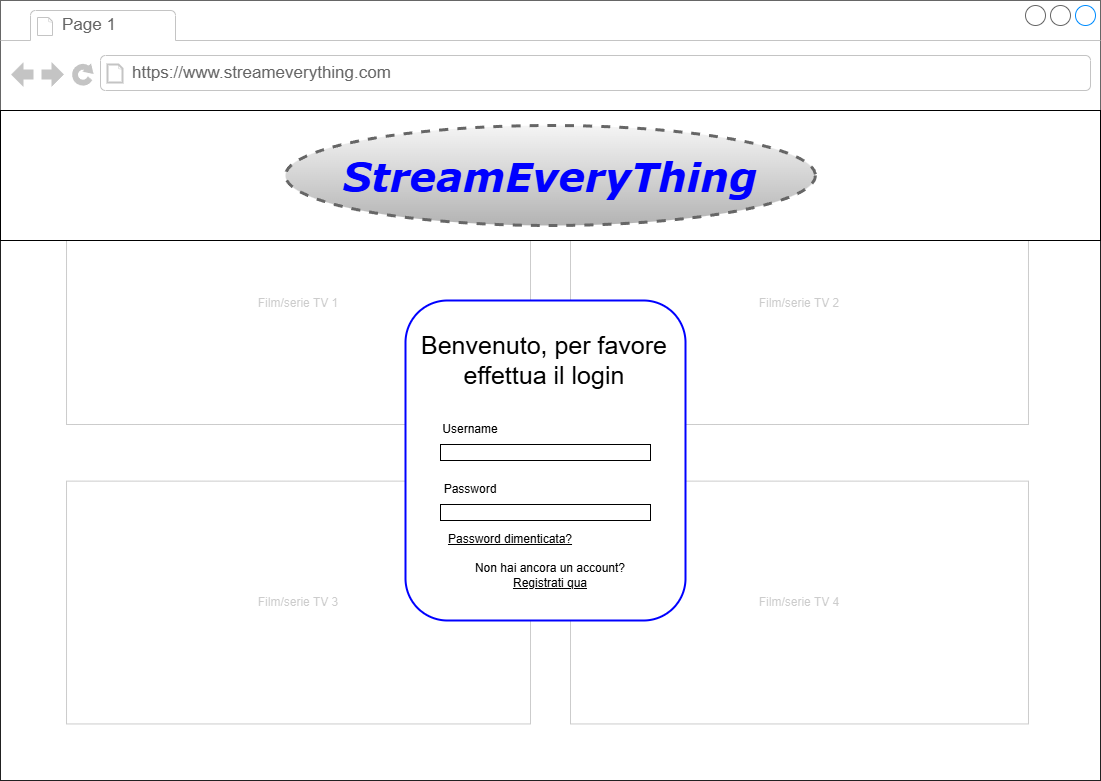 Page 1
https://www.streameverything.com
StreamEveryThing
Film/serie TV 1
Film/serie TV 2
Benvenuto, per favore
effettua il login
Username
Password
Password dimenticata?
Non hai ancora un account?
Registrati qua
Film/serie TV 3
Film/serie TV 4